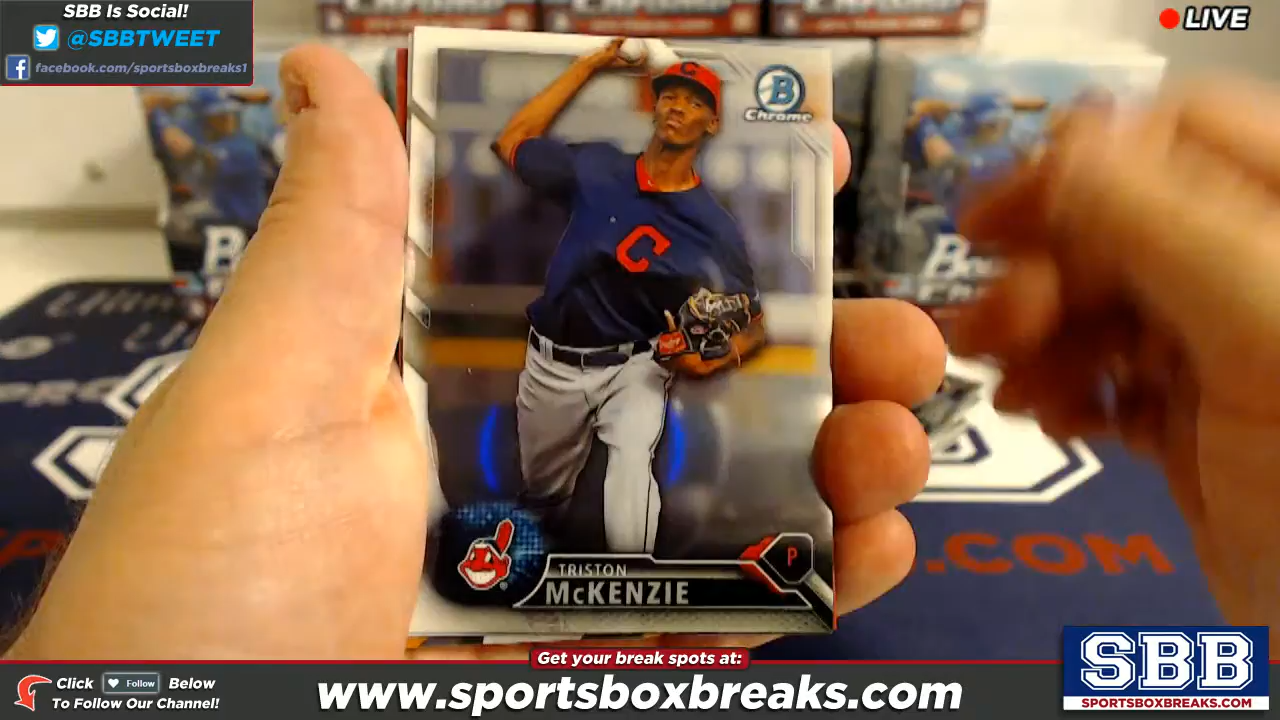 SBB Is Social!
@SBBTWEET
facebook.com/sportsboxbreaks1
LIVE
B
Chrome
C
C
P
TRISTON
McKENZIE
.COM
Get your break spots at:
Click Follow Below
To Follow Our Channel!
www.sportsboxbreaks.com
SBB
SPORTSBOXBREAKS.COM